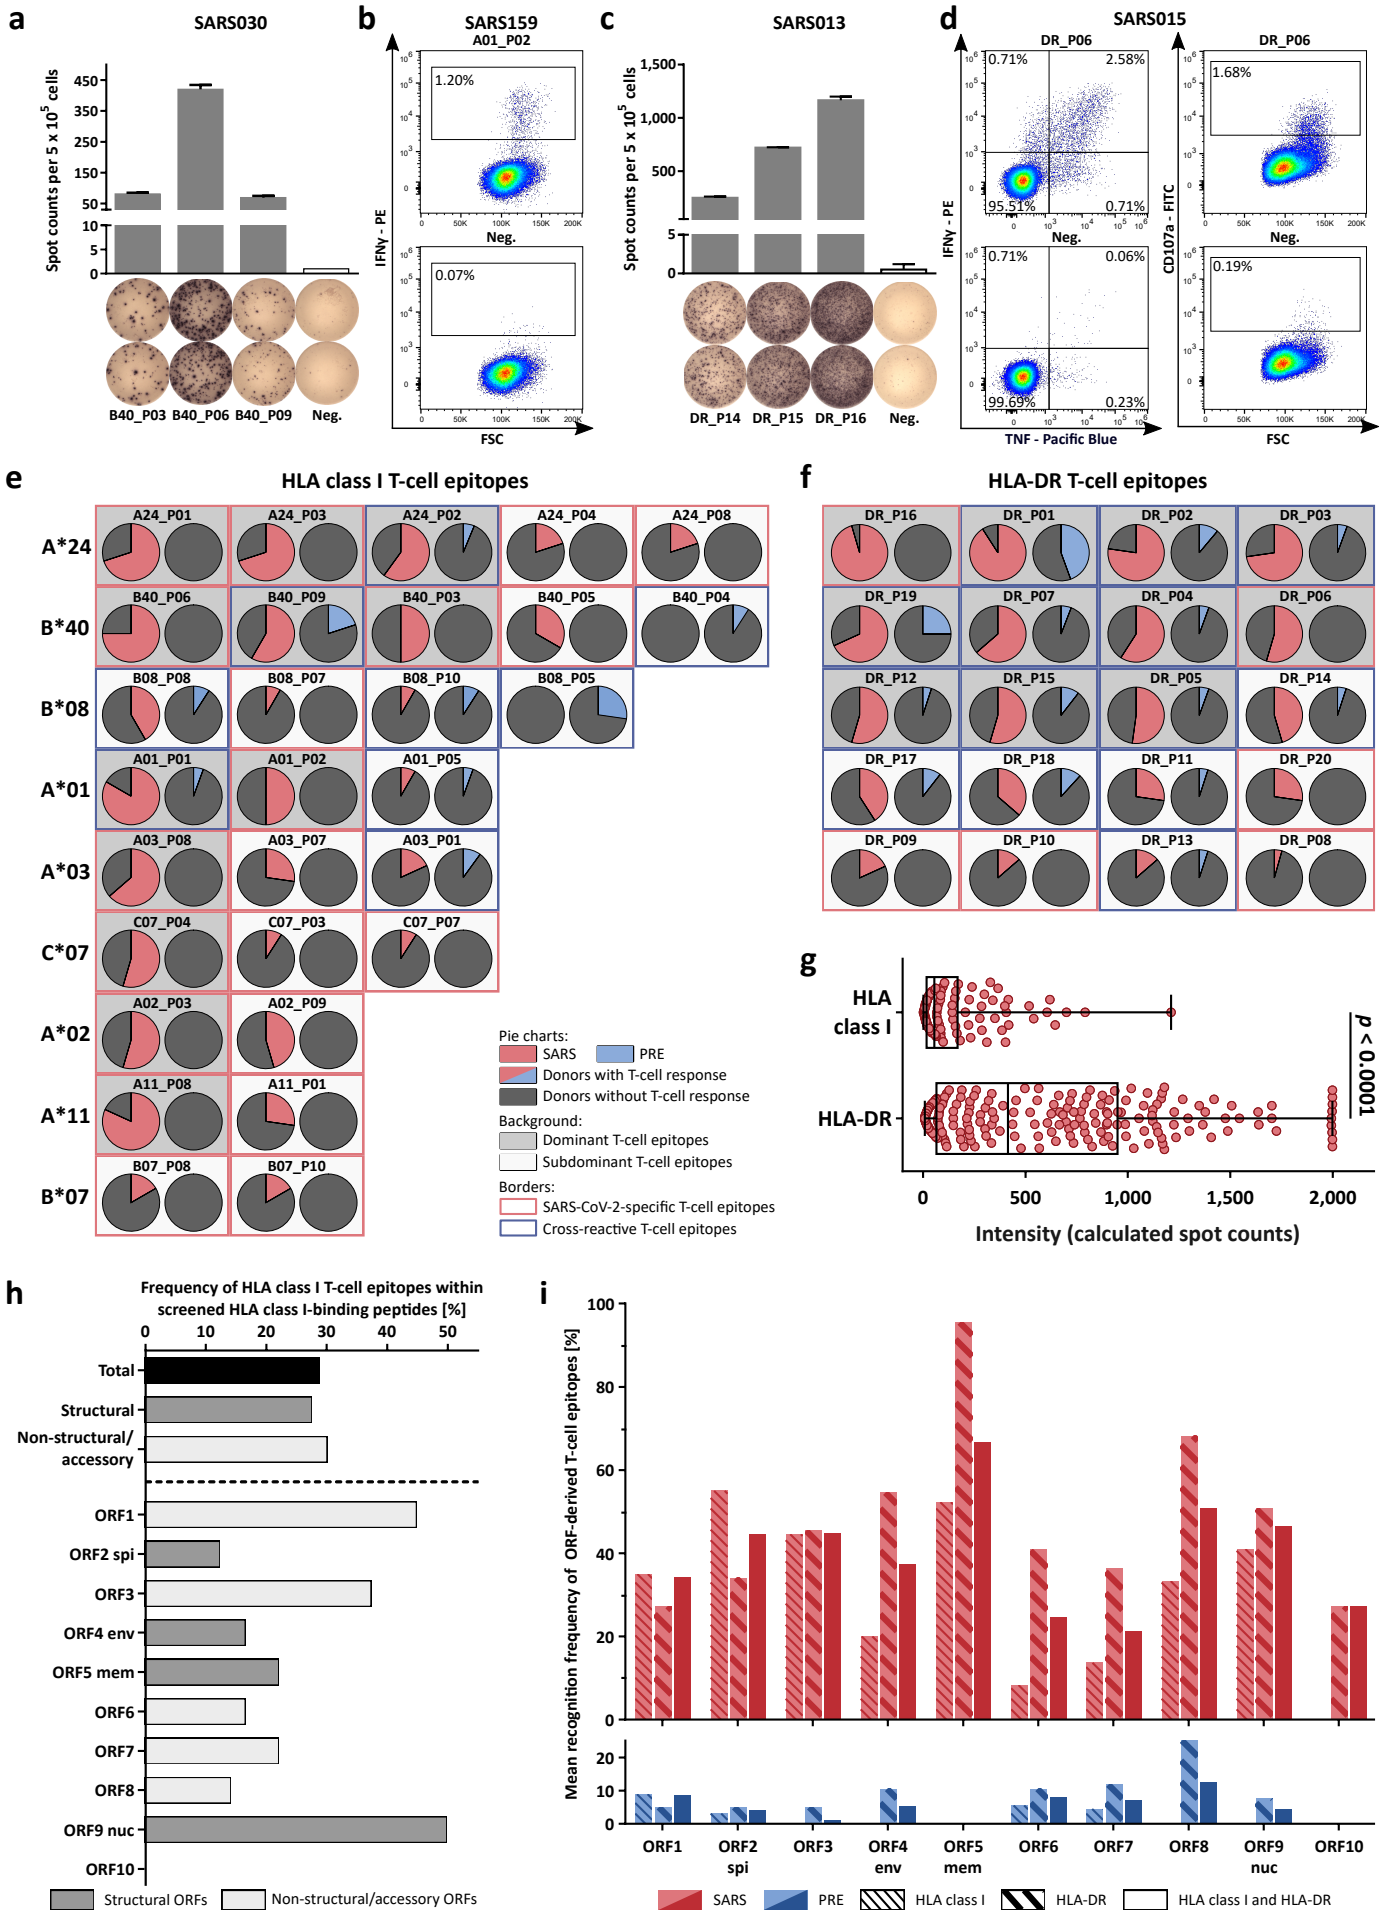 a
SARS030
Spot counts per 5 x 10⁵ cells
450
350
250
150
50
10
5
0
B40_P03
B40_P06
B40_P09
Neg.
b
SARS159
A01_P02
1.20%
Neg.
0.07%
IFNγ - PE
FSC
c
SARS013
Spot counts per 5 x 10⁵ cells
1,500
1,000
500
5
0
DR_P14
DR_P15
DR_P16
Neg.
d
SARS015
DR_P06
0.71%
2.58%
95.51%
0.71%
Neg.
0.71%
0.06%
99.69%
0.23%
IFNγ - PE
TNF - Pacific Blue
DR_P06
1.68%
Neg.
0.19%
CD107a - FITC
FSC
e
HLA class I T-cell epitopes
A*24
A24_P01
A24_P03
A24_P02
A24_P04
A24_P08
B*40
B40_P06
B40_P09
B40_P03
B40_P05
B40_P04
B*08
B08_P08
B08_P07
B08_P10
B08_P05
A*01
A01_P01
A01_P02
A01_P05
A*03
A03_P08
A03_P07
A03_P01
C*07
C07_P04
C07_P03
C07_P07
A*02
A02_P03
A02_P09
A*11
A11_P08
A11_P01
B*07
B07_P08
B07_P10
Pie charts:
SARS
PRE
Donors with T-cell response
Donors without T-cell response
Background:
Dominant T-cell epitopes
Subdominant T-cell epitopes
Borders:
SARS-CoV-2-specific T-cell epitopes
Cross-reactive T-cell epitopes
f
HLA-DR T-cell epitopes
DR_P16
DR_P01
DR_P02
DR_P03
DR_P19
DR_P07
DR_P04
DR_P06
DR_P12
DR_P15
DR_P05
DR_P14
DR_P17
DR_P18
DR_P11
DR_P20
DR_P09
DR_P10
DR_P13
DR_P08
g
HLA
class I
HLA-DR
p < 0.0001
0
500
1,000
1,500
2,000
Intensity (calculated spot counts)
h
Frequency of HLA class I T-cell epitopes within
screened HLA class I-binding peptides [%]
0
10
20
30
40
50
Total
Structural
Non-structural/
accessory
ORF1
ORF2 spi
ORF3
ORF4 env
ORF5 mem
ORF6
ORF7
ORF8
ORF9 nuc
ORF10
Structural ORFs
Non-structural/accessory ORFs
i
Mean recognition frequency of ORF-derived T-cell epitopes [%]
100
80
60
40
20
0
20
10
0
ORF1
ORF2
spi
ORF3
ORF4
env
ORF5
mem
ORF6
ORF7
ORF8
ORF9
nuc
ORF10
SARS
PRE
HLA class I
HLA-DR
HLA class I and HLA-DR